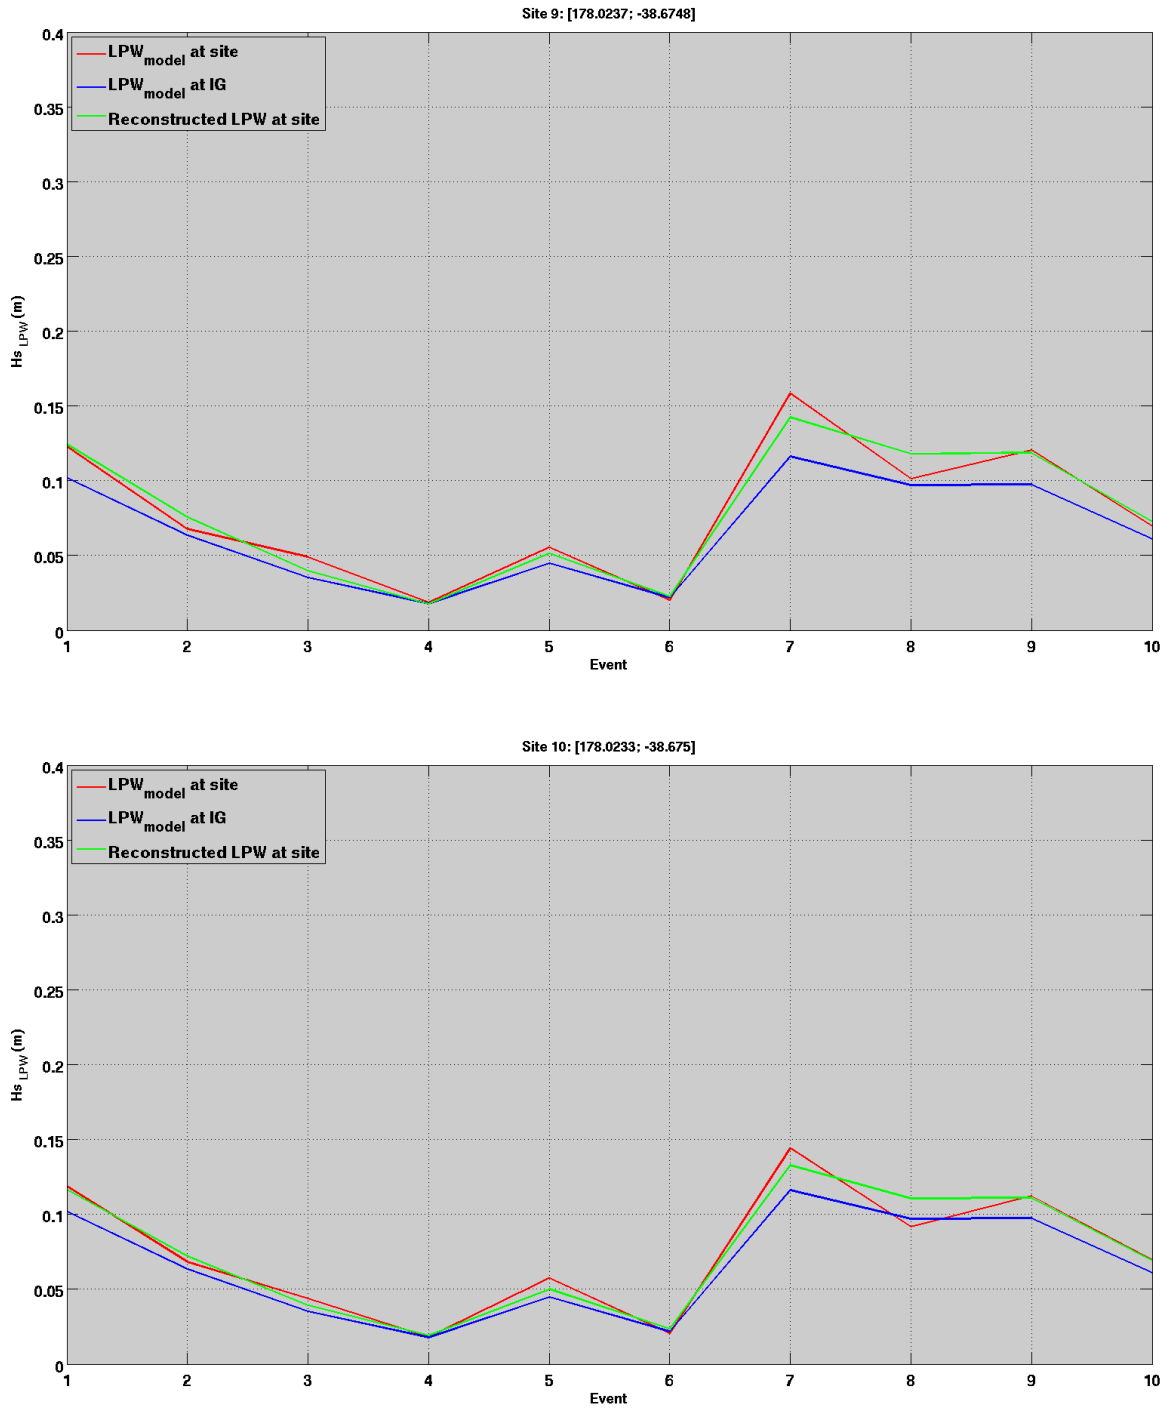 Site 9: [178.0237; -38.6748]
0.4
LPWmodel at site
LPWmodel at IG
Reconstructed LPW at site
0.35
0.3
0.25
0.2
0.15
0.1
0.05
0
Hs LPW (m)
1 2 3 4 5 6 7 8 9 10
Event
Site 10: [178.0233; -38.675]
0.4
LPWmodel at site
LPWmodel at IG
Reconstructed LPW at site
0.35
0.3
0.25
0.2
0.15
0.1
0.05
0
Hs LPW (m)
1 2 3 4 5 6 7 8 9 10
Event